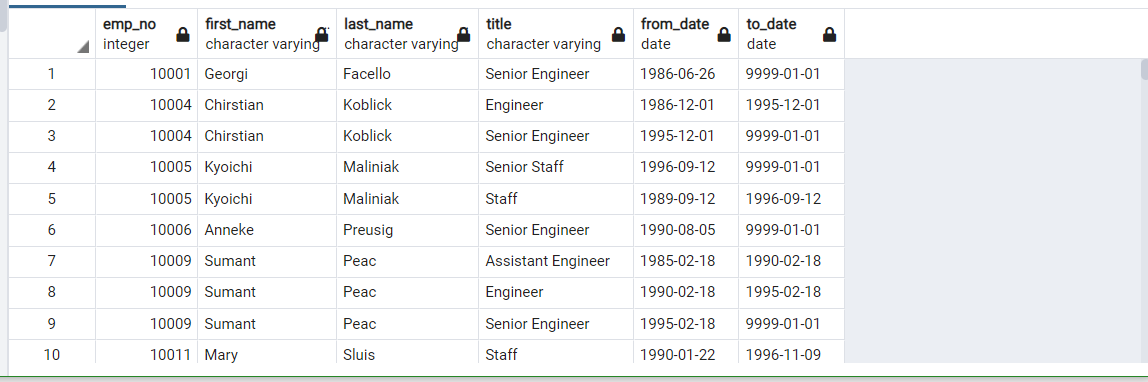 emp_no first_name last_name title from_date to_date
integer character varying character varying character varying date date
1 10001 Georgi Facello Senior Engineer 1986-06-26 9999-01-01
2 10004 Chirstian Koblick Engineer 1986-12-01 1995-12-01
3 10004 Chirstian Koblick Senior Engineer 1995-12-01 9999-01-01
4 10005 Kyoichi Maliniak Senior Staff 1996-09-12 9999-01-01
5 10005 Kyoichi Maliniak Staff 1989-09-12 1996-09-12
6 10006 Anneke Preusig Senior Engineer 1990-08-05 9999-01-01
7 10009 Sumant Peac Assistant Engineer 1985-02-18 1990-02-18
8 10009 Sumant Peac Engineer 1990-02-18 1995-02-18
9 10009 Sumant Peac Senior Engineer 1995-02-18 9999-01-01
10 10011 Mary Sluis Staff 1990-01-22 1996-11-09